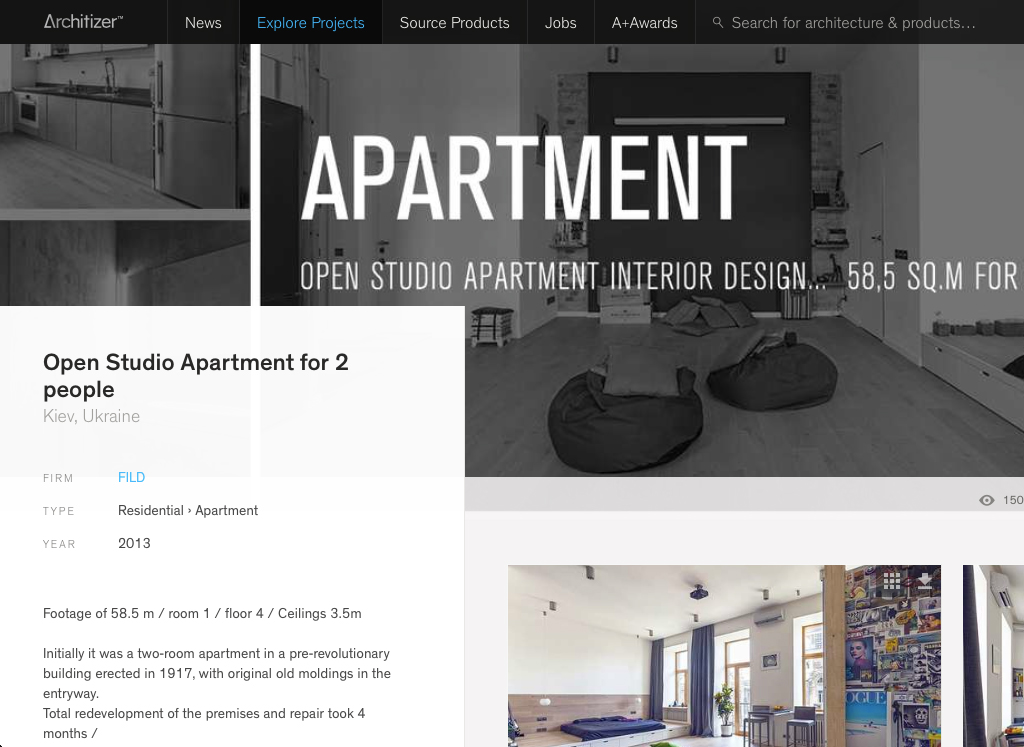 Architizer™
News
Explore Projects
Source Products
Jobs
A+Awards
Search for architecture & products...
APARTMENT
OPEN STUDIO APARTMENT INTERIOR DESIGN... 58,5 SQ.M FOR
Open Studio Apartment for 2
people
Kiev, Ukraine
FIRM FILD
TYPE Residential › Apartment
YEAR 2013
150
Footage of 58.5 m / room 1 / floor 4 / Ceilings 3.5m
Initially it was a two-room apartment in a pre-revolutionary
building erected in 1917, with original old moldings in the
entryway.
Total redevelopment of the premises and repair took 4
months /
VOGUE